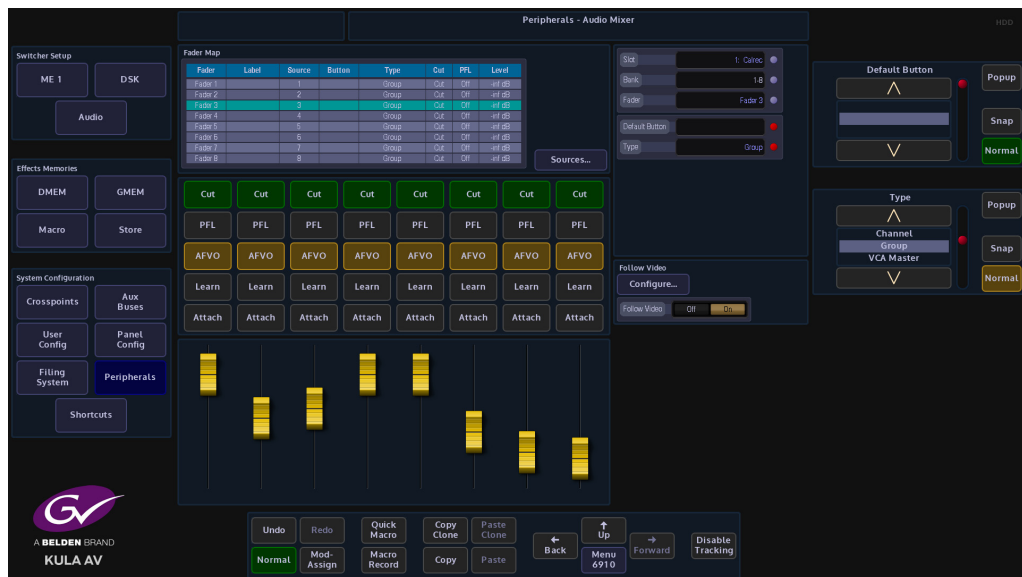 Peripherals - Audio Mixer
HDD
Switcher Setup
ME 1
DSK
Audio
Effects Memories
DMEM
GMEM
Macro
Store
System Configuration
Crosspoints
Aux
Buses
User
Config
Panel
Config
Filing
System
Peripherals
Shortcuts
GV
A BELDEN BRAND
KULA AV
Fader Map
Fader Label Source Button Type Cut PFL Level
Fader 1 1 Group Cut Off -inf dB
Fader 2 2 Group Cut Off -inf dB
Fader 3 3 Group Cut Off -inf dB
Fader 4 4 Group Cut Off -inf dB
Fader 5 5 Group Cut Off -inf dB
Fader 6 6 Group Cut Off -inf dB
Fader 7 7 Group Cut Off -inf dB
Fader 8 8 Group Cut Off -inf dB
Sources...
Cut Cut Cut Cut Cut Cut Cut Cut
PFL PFL PFL PFL PFL PFL PFL PFL
AFVO AFVO AFVO AFVO AFVO AFVO AFVO AFVO
Learn Learn Learn Learn Learn Learn Learn Learn
Attach Attach Attach Attach Attach Attach Attach Attach
Slot 1: Calrec
Bank 1-8
Fader Fader 3
Default Button
Type Group
Follow Video
Configure...
Follow Video Off On
Default Button
Popup
Snap
Normal
Type
Channel
Group
VCA Master
Popup
Snap
Normal
Undo
Redo
Quick
Macro
Copy
Clone
Paste
Clone
Normal
Mod-
Assign
Macro
Record
Copy
Paste
Back
Up
Menu
6910
Forward
Disable
Tracking